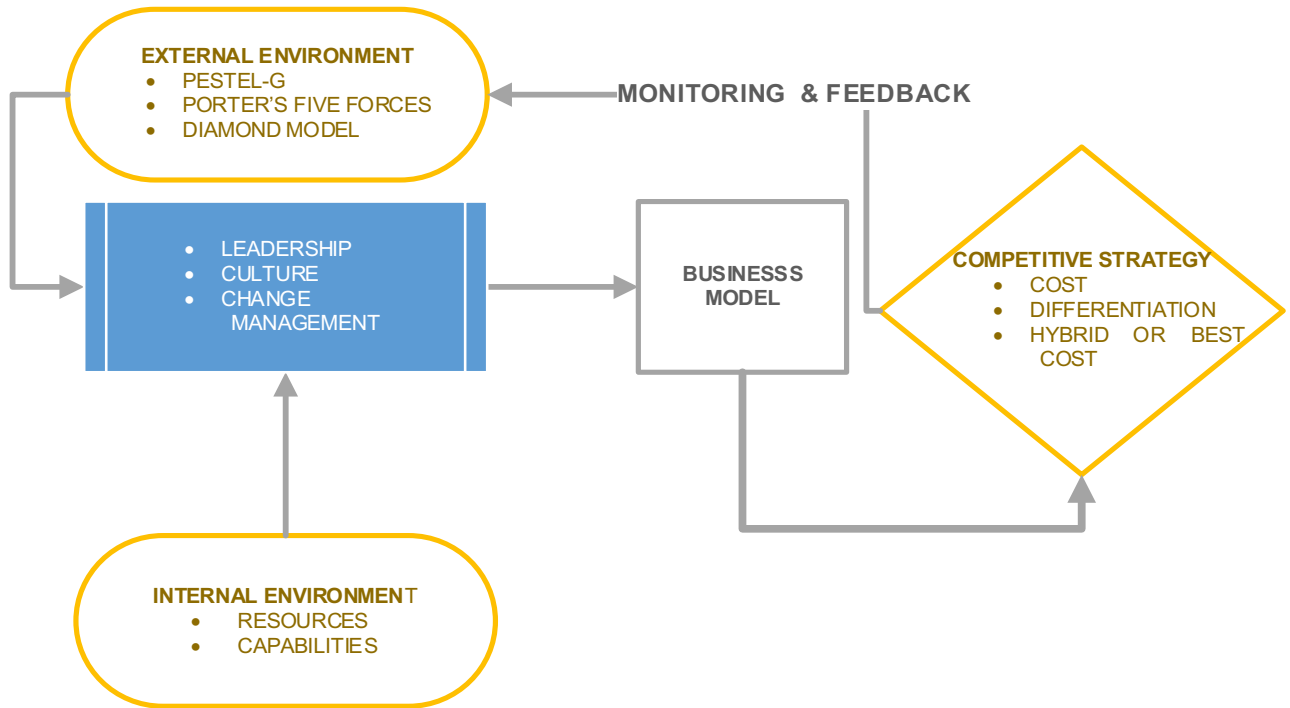 EXTERNAL ENVIRONMENT
• PESTEL-G
• PORTER'S FIVE FORCES
• DIAMOND MODEL
MONITORING & FEEDBACK
• LEADERSHIP
• CULTURE
• CHANGE
MANAGEMENT
BUSINESSS
MODEL
COMPETITIVE STRATEGY
• COST
• DIFFERENTIATION
• HYBRID OR BEST
COST
INTERNAL ENVIRONMENT
• RESOURCES
• CAPABILITIES